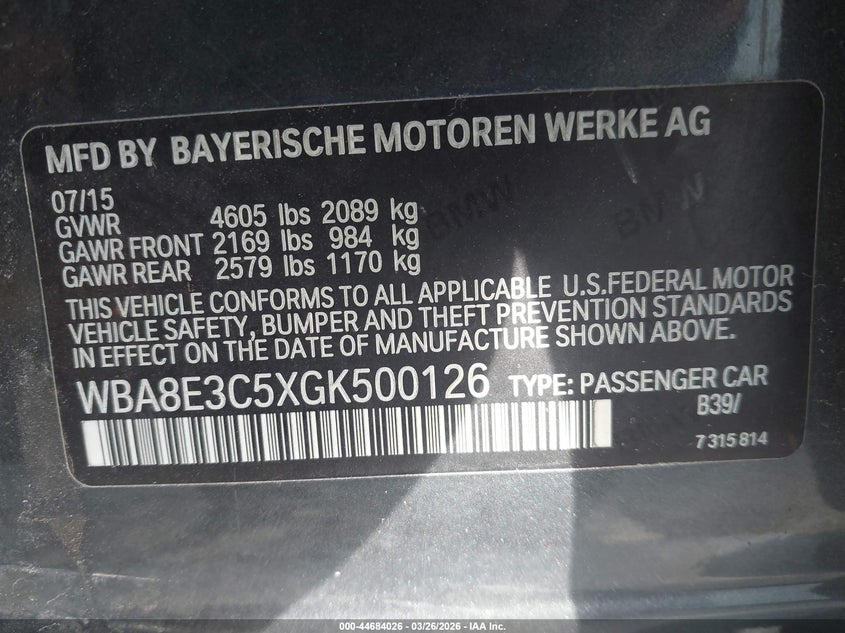 MFD BY BAYERISCHE MOTOREN WERKE AG
07/15
GVWR 4605 lbs 2089 kg
GAWR FRONT 2169 lbs 984 kg
GAWR REAR 2579 lbs 1170 kg
THIS VEHICLE CONFORMS TO ALL APPLICABLE U.S.FEDERAL MOTOR
VEHICLE SAFETY, BUMPER AND THEFT PREVENTION STANDARDS
IN EFFECT ON THE DATE OF MANUFACTURE SHOWN ABOVE.
WBA8E3C5XGK500126 TYPE: PASSENGER CAR
B39/
7 315 814
BMW
BMW
000-44684026 - 03/26/2026 - IAA Inc.